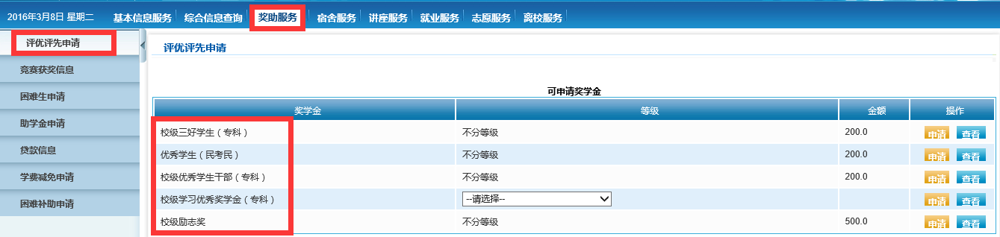 2016年3月8日 星期二 基本信息服务 综合信息查询 奖助服务 宿舍服务 讲座服务 就业服务 志愿服务 离校服务
评优评先申请
竞赛获奖信息
困难生申请
助学金申请
贷款信息
学费减免申请
困难补助申请
评优评先申请
可申请奖学金
奖学金 等级 金额 操作
校级三好学生（专科） 不分等级 200.0 申请 查看
优秀学生（民考民） 不分等级 200.0 申请 查看
校级优秀学生干部（专科） 不分等级 200.0 申请 查看
校级学习优秀奖学金（专科） --请选择-- 申请 查看
校级励志奖 不分等级 500.0 申请 查看